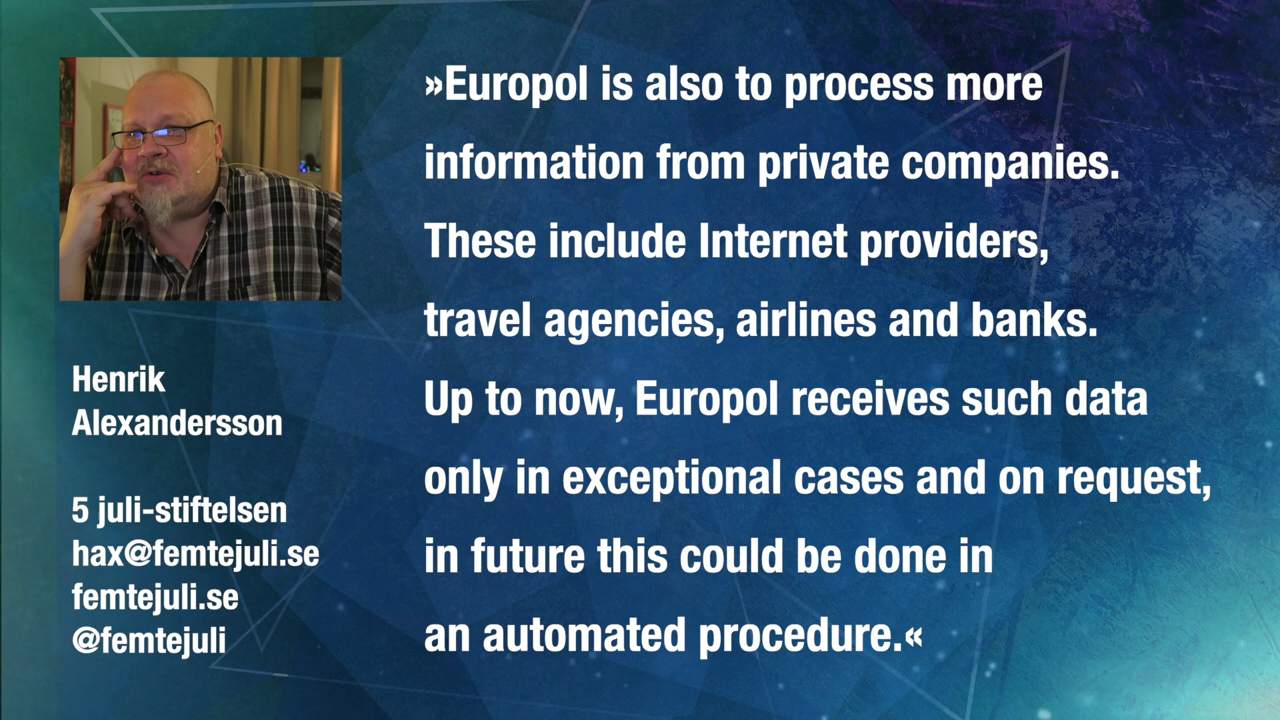 Henrik
Alexandersson
5 juli-stiftelsen
hax@femtejuli.se
femtejuli.se
@femtejuli
»Europol is also to process more
information from private companies.
These include Internet providers,
travel agencies, airlines and banks.
Up to now, Europol receives such data
only in exceptional cases and on request,
in future this could be done in
an automated procedure.«